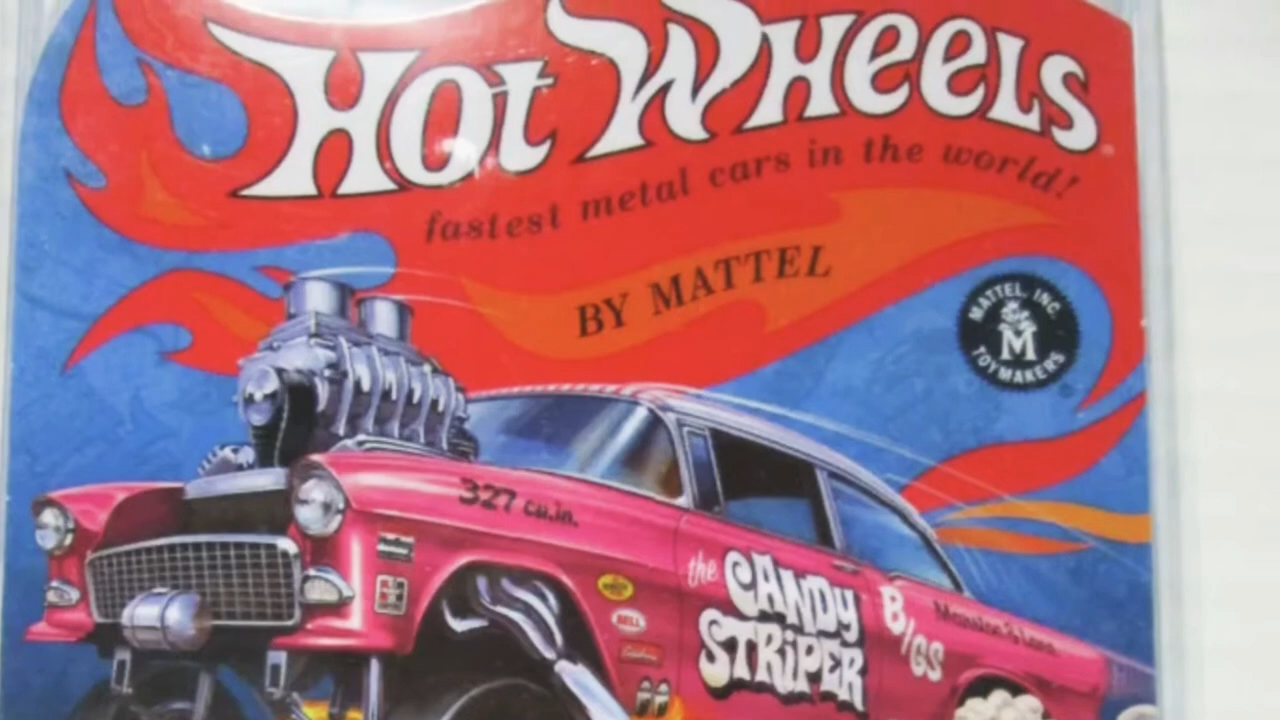 HOT WHEELS
fastest metal cars in the world!
BY MATTEL
MATTEL, INC.
M
TOYMAKERS
327 cu.in.
the
CANDY
STRIPER
B/GS
BELL